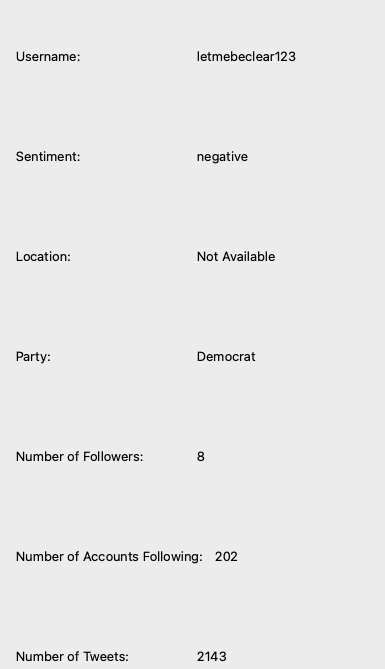 Username: letmebeclear123
Sentiment: negative
Location: Not Available
Party: Democrat
Number of Followers: 8
Number of Accounts Following: 202
Number of Tweets: 2143